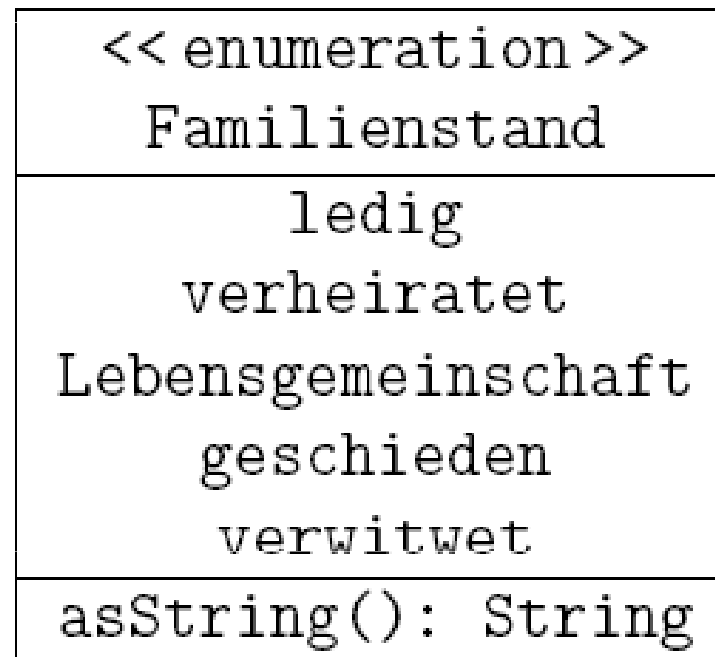 <<enumeration>>
Familienstand
ledig
verheiratet
Lebensgemeinschaft
geschieden
verwitwet
asString(): String